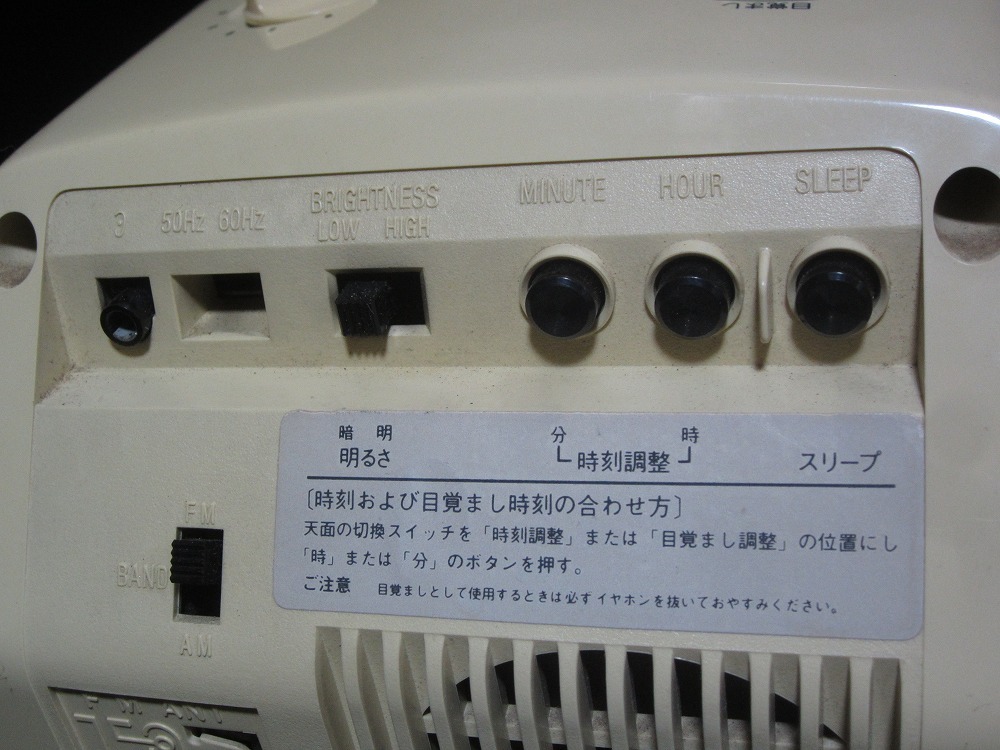 目覚まし
50Hz 60Hz
BRIGHTNESS
LOW HIGH
MINUTE HOUR SLEEP
暗 明
明るさ
分 時
時刻調整
スリープ
〔時刻および目覚まし時刻の合わせ方〕
天面の切換スイッチを「時刻調整」または「目覚まし調整」の位置にし
「時」または「分」のボタンを押す。
ご注意 目覚ましとして使用するときは必ずイヤホンを抜いておやすみください。
FM
BAND
AM
FM ANT